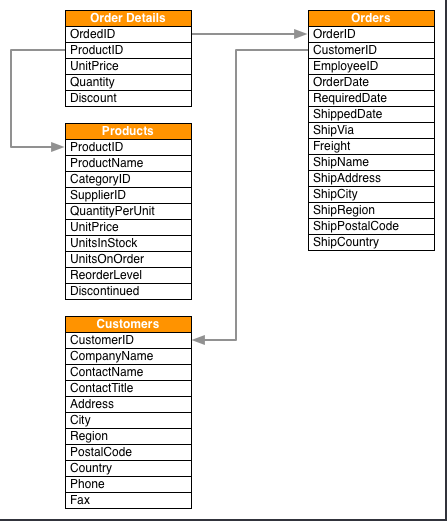 Order Details
OrdedID
ProductID
UnitPrice
Quantity
Discount
Products
ProductID
ProductName
CategoryID
SupplierID
QuantityPerUnit
UnitPrice
UnitsInStock
UnitsOnOrder
ReorderLevel
Discontinued
Customers
CustomerID
CompanyName
ContactName
ContactTitle
Address
City
Region
PostalCode
Country
Phone
Fax
Orders
OrderID
CustomerID
EmployeeID
OrderDate
RequiredDate
ShippedDate
ShipVia
Freight
ShipName
ShipAddress
ShipCity
ShipRegion
ShipPostalCode
ShipCountry